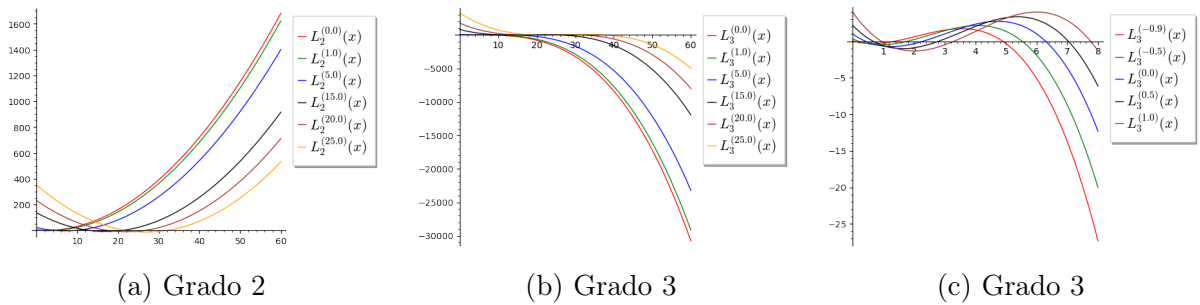 1600
1400
1200
1000
800
600
400
200
10 20 30 40 50 60
L_2^{(0.0)}(x)
L_2^{(1.0)}(x)
L_2^{(5.0)}(x)
L_2^{(15.0)}(x)
L_2^{(20.0)}(x)
L_2^{(25.0)}(x)
(a) Grado 2
10 20 30 40 50 60
-5000
-10000
-15000
-20000
-25000
-30000
L_3^{(0.0)}(x)
L_3^{(1.0)}(x)
L_3^{(5.0)}(x)
L_3^{(15.0)}(x)
L_3^{(20.0)}(x)
L_3^{(25.0)}(x)
(b) Grado 3
1 2 3 4 5 6 7 8
-5
-10
-15
-20
-25
L_3^{(-0.9)}(x)
L_3^{(-0.5)}(x)
L_3^{(0.0)}(x)
L_3^{(0.5)}(x)
L_3^{(1.0)}(x)
(c) Grado 3